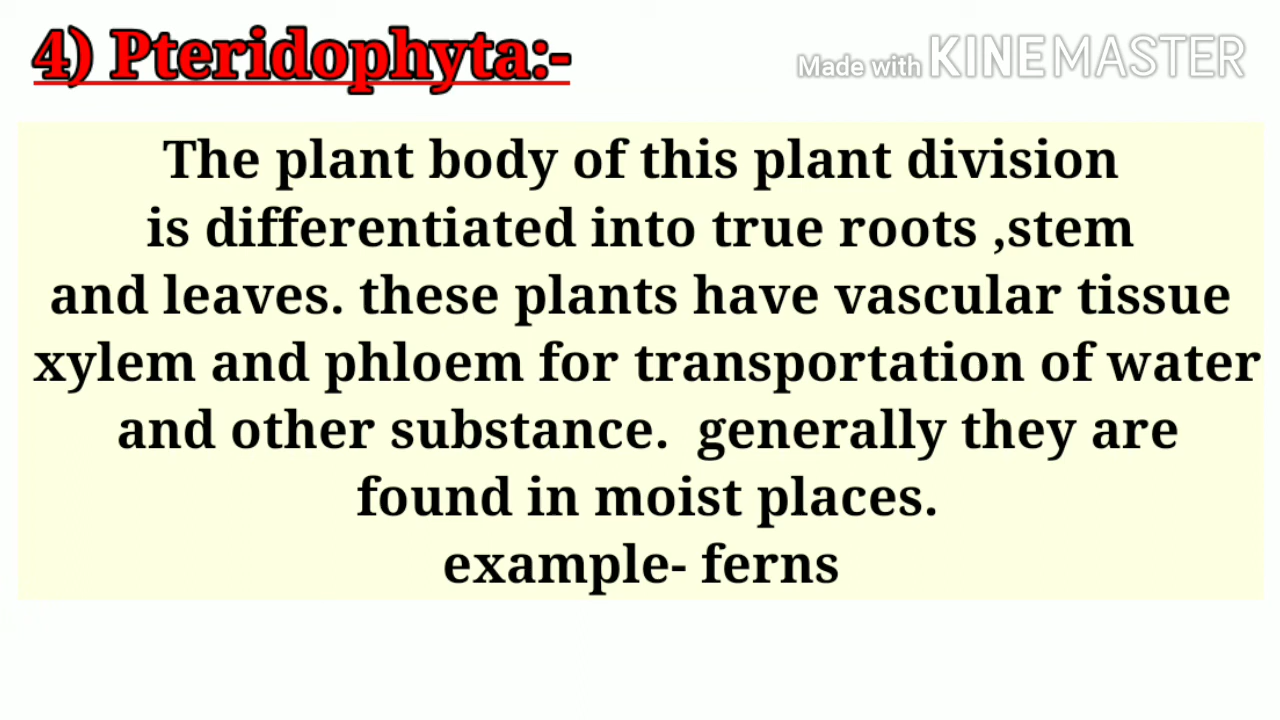 4) Pteridophyta:-
Made with KINEMASTER
The plant body of this plant division
is differentiated into true roots ,stem
and leaves. these plants have vascular tissue
xylem and phloem for transportation of water
and other substance.  generally they are
found in moist places.
example- ferns